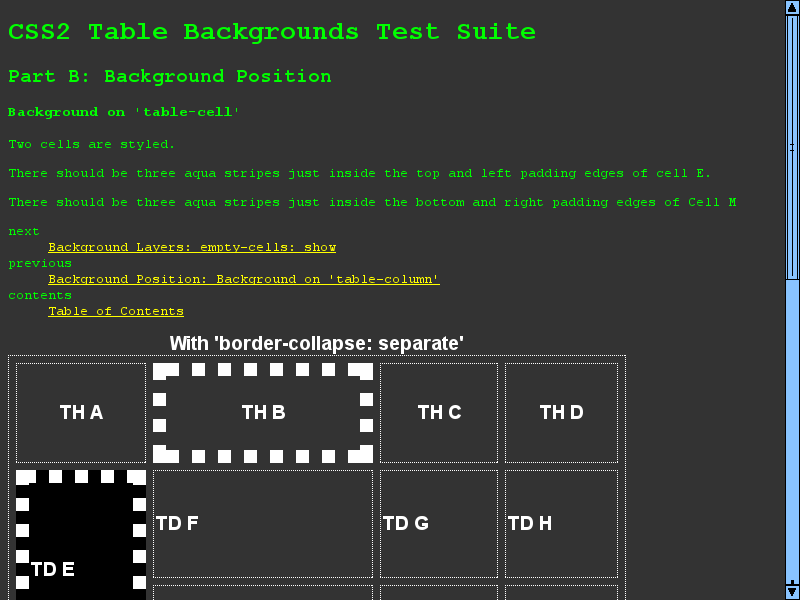 CSS2 Table Backgrounds Test Suite
Part B: Background Position
Background on 'table-cell'
Two cells are styled.
There should be three aqua stripes just inside the top and left padding edges of cell E.
There should be three aqua stripes just inside the bottom and right padding edges of Cell M
next
Background Layers: empty-cells: show
previous
Background Position: Background on 'table-column'
contents
Table of Contents
With 'border-collapse: separate'
TH A TH B TH C TH D
TD E TD F TD G TD H